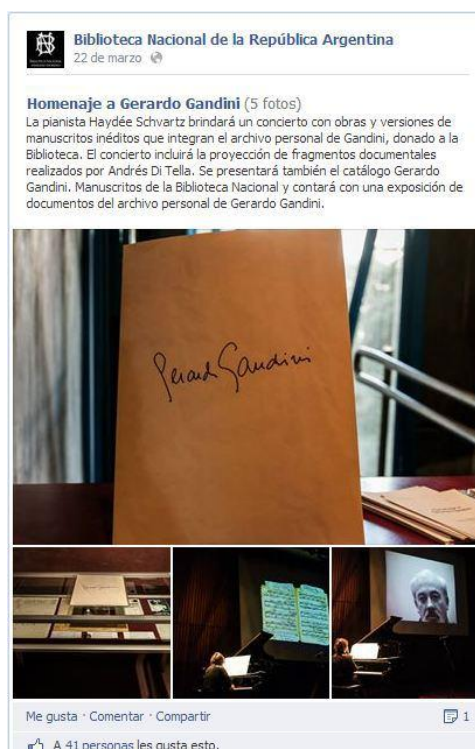 Biblioteca Nacional de la República Argentina
22 de marzo
Homenaje a Gerardo Gandini (5 fotos)
La pianista Haydée Schvartz brindará un concierto con obras y versiones de
manuscritos inéditos que integran el archivo personal de Gandini, donado a la
Biblioteca. El concierto incluirá la proyección de fragmentos documentales
realizados por Andrés Di Tella. Se presentará también el catálogo Gerardo
Gandini. Manuscritos de la Biblioteca Nacional y contará con una exposición de
documentos del archivo personal de Gerardo Gandini.
Gerardo Gandini
Me gusta · Comentar · Compartir
1
A 41 personas les gusta esto.